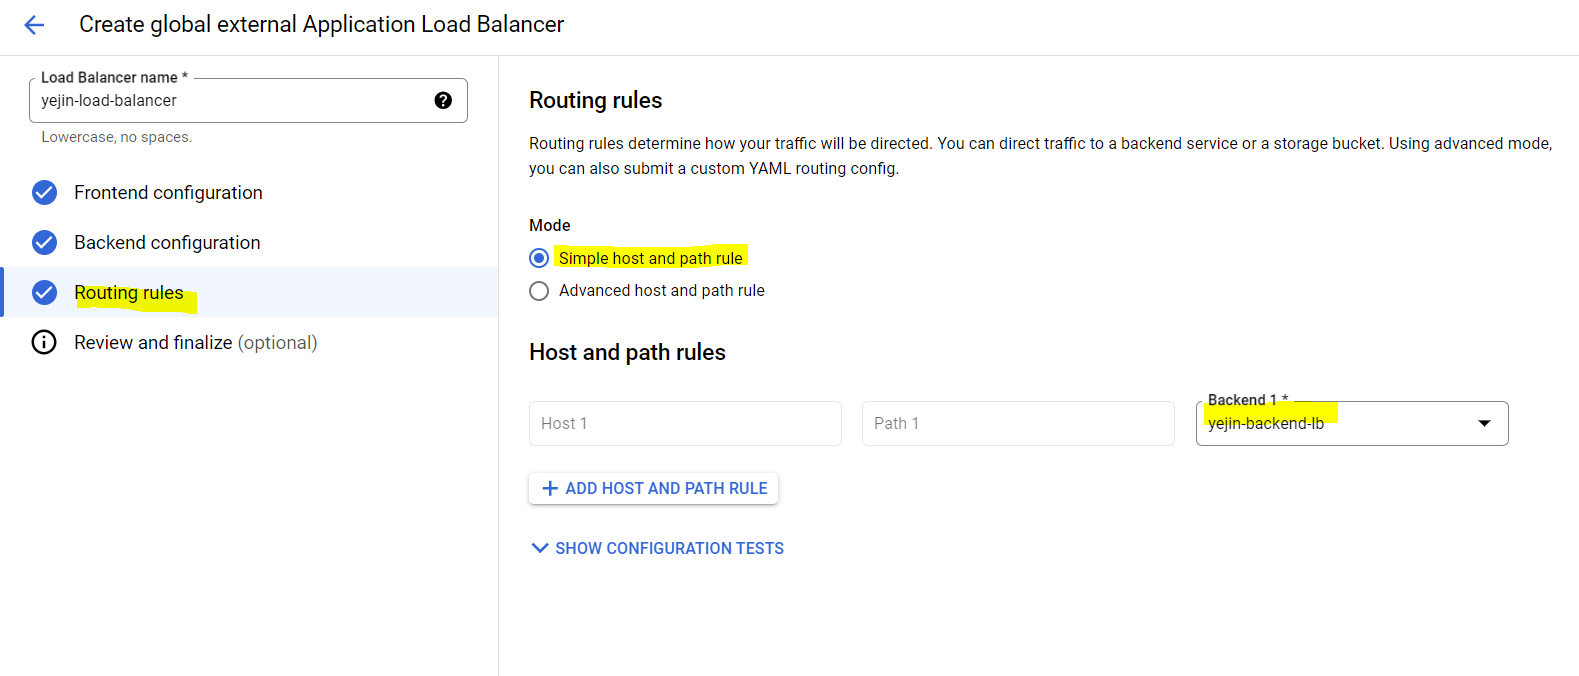 Create global external Application Load Balancer
Load Balancer name *
yejin-load-balancer
Lowercase, no spaces.
Frontend configuration
Backend configuration
Routing rules
Review and finalize (optional)
Routing rules
Routing rules determine how your traffic will be directed. You can direct traffic to a backend service or a storage bucket. Using advanced mode,
you can also submit a custom YAML routing config.
Mode
Simple host and path rule
Advanced host and path rule
Host and path rules
Host 1
Path 1
Backend 1 *
yejin-backend-lb
ADD HOST AND PATH RULE
SHOW CONFIGURATION TESTS